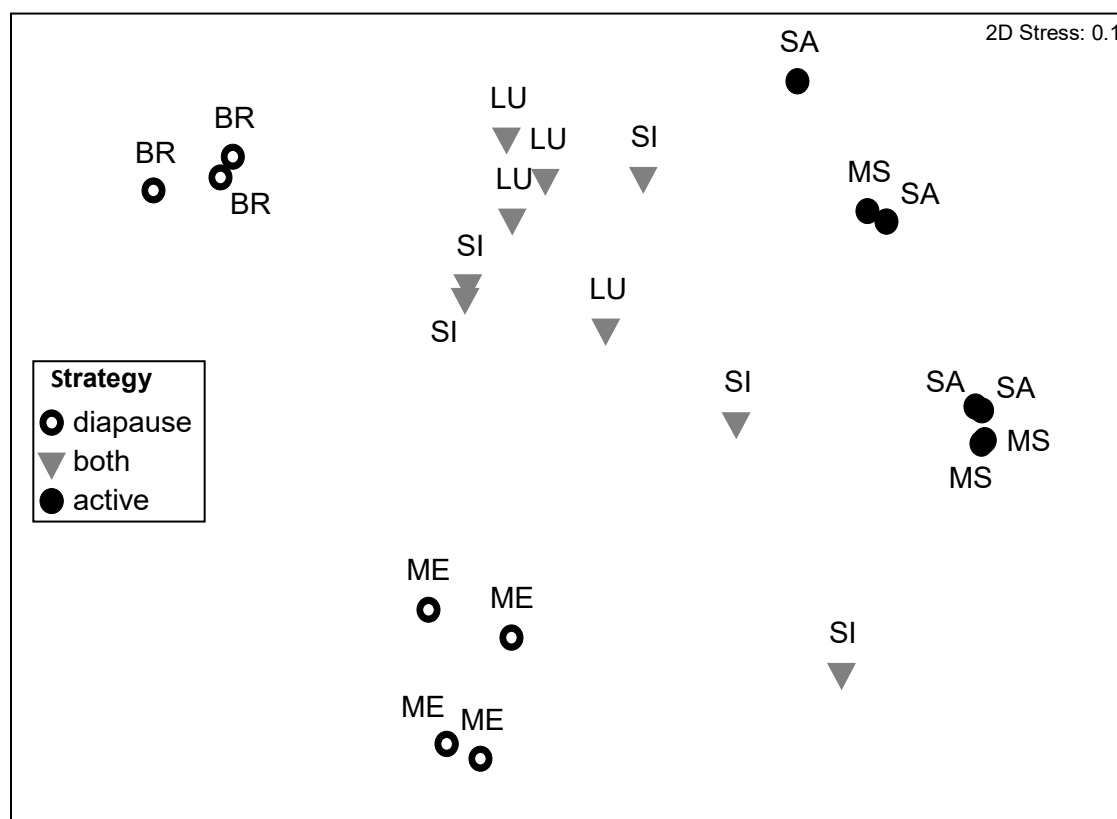 2D Stress: 0.1
SA
LU
BR
LU
SI
BR
MS
LU
SA
BR
SI
LU
SI
Strategy
diapause
both
active
SI
SA
SA
MS
MS
ME
ME
SI
ME
ME